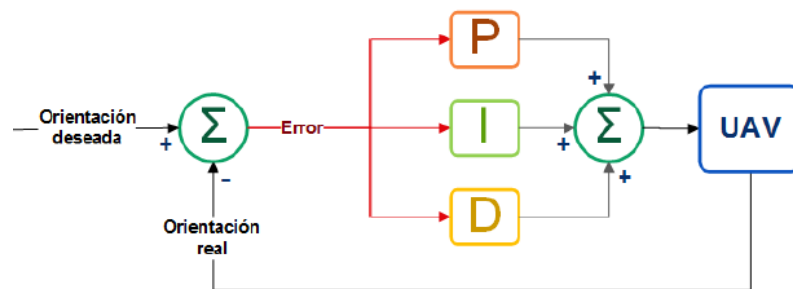 P
+
Orientación
deseada
+
Σ
Error
I
+
Σ
UAV
−
+
Orientación
real
D